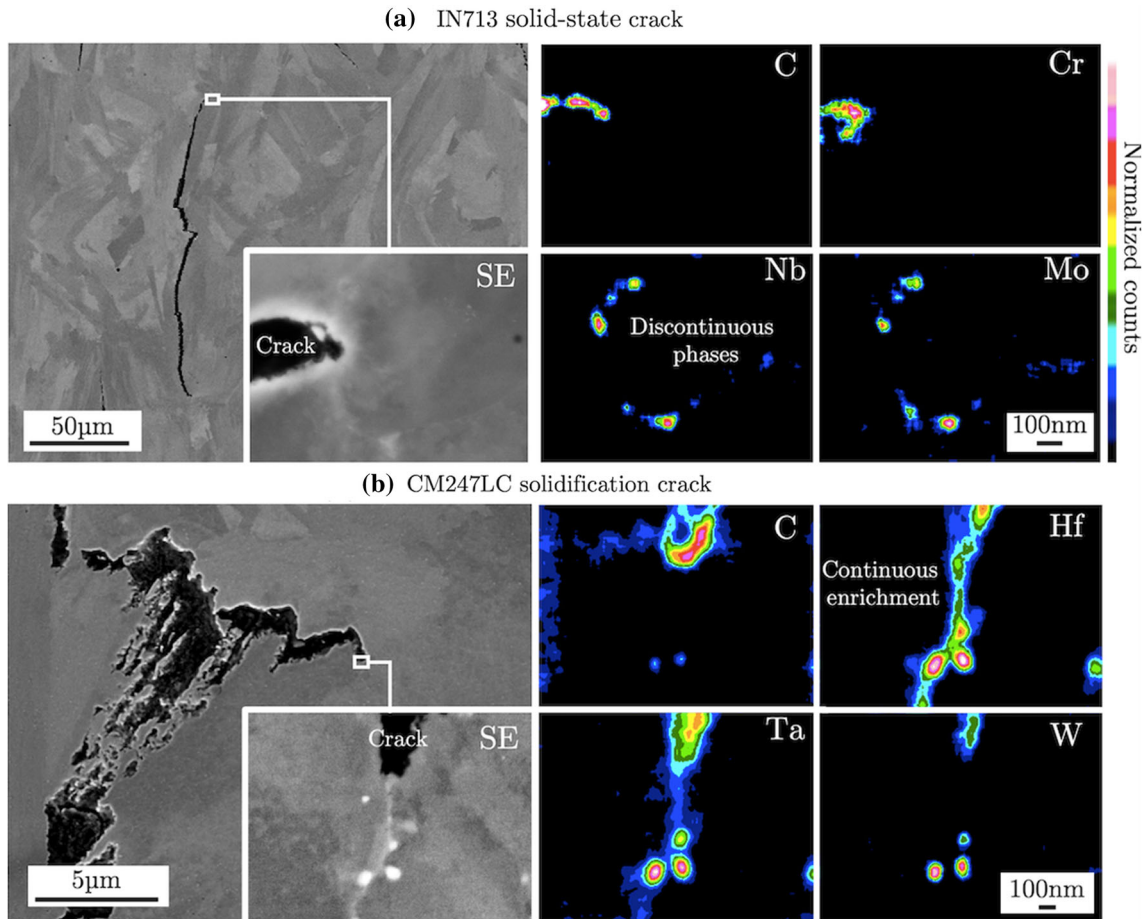 (a) IN713 solid-state crack
C
Cr
SE
Crack
50µm
Nb
Discontinuous
phases
Mo
100nm
Normalized counts
(b) CM247LC solidification crack
C
Hf
Continuous
enrichment
Crack
SE
5µm
Ta
W
100nm